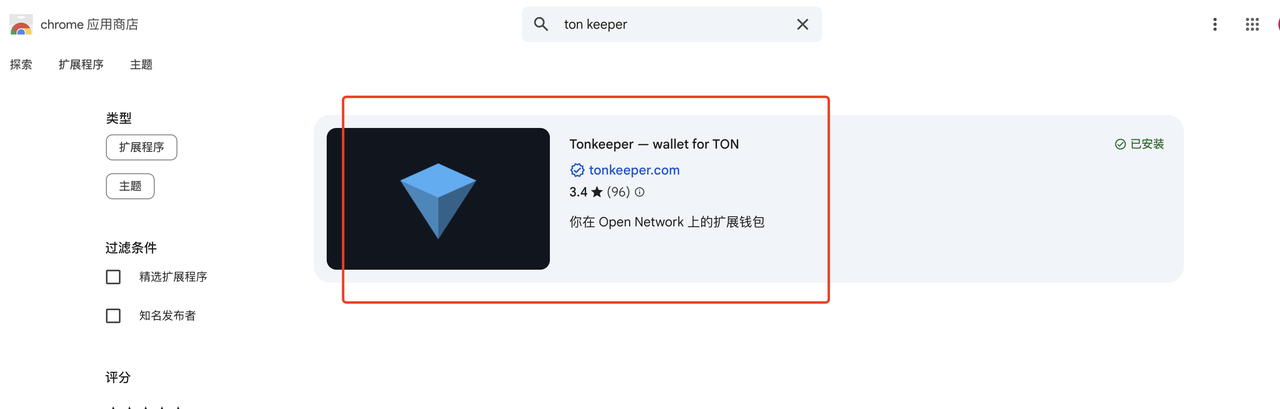 chrome 应用商店
ton keeper
探索
扩展程序
主题
类型
扩展程序
主题
过滤条件
精选扩展程序
知名发布者
评分
Tonkeeper — wallet for TON
已安装
tonkeeper.com
3.4 ★ (96)
你在 Open Network 上的扩展钱包